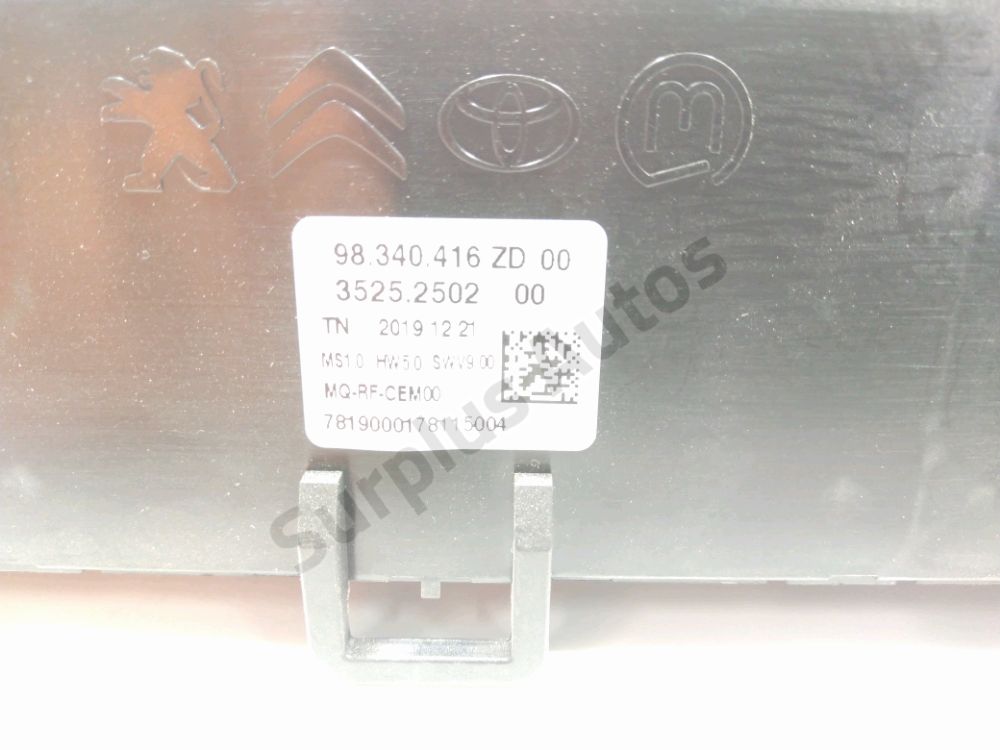 98.340.416 ZD 00
3525.2502 00
TN 2019 12 21
MS1.0 HW5.0 SWV9.00
MQ-RF-CEM00
7819000178115004
Surplus Autos